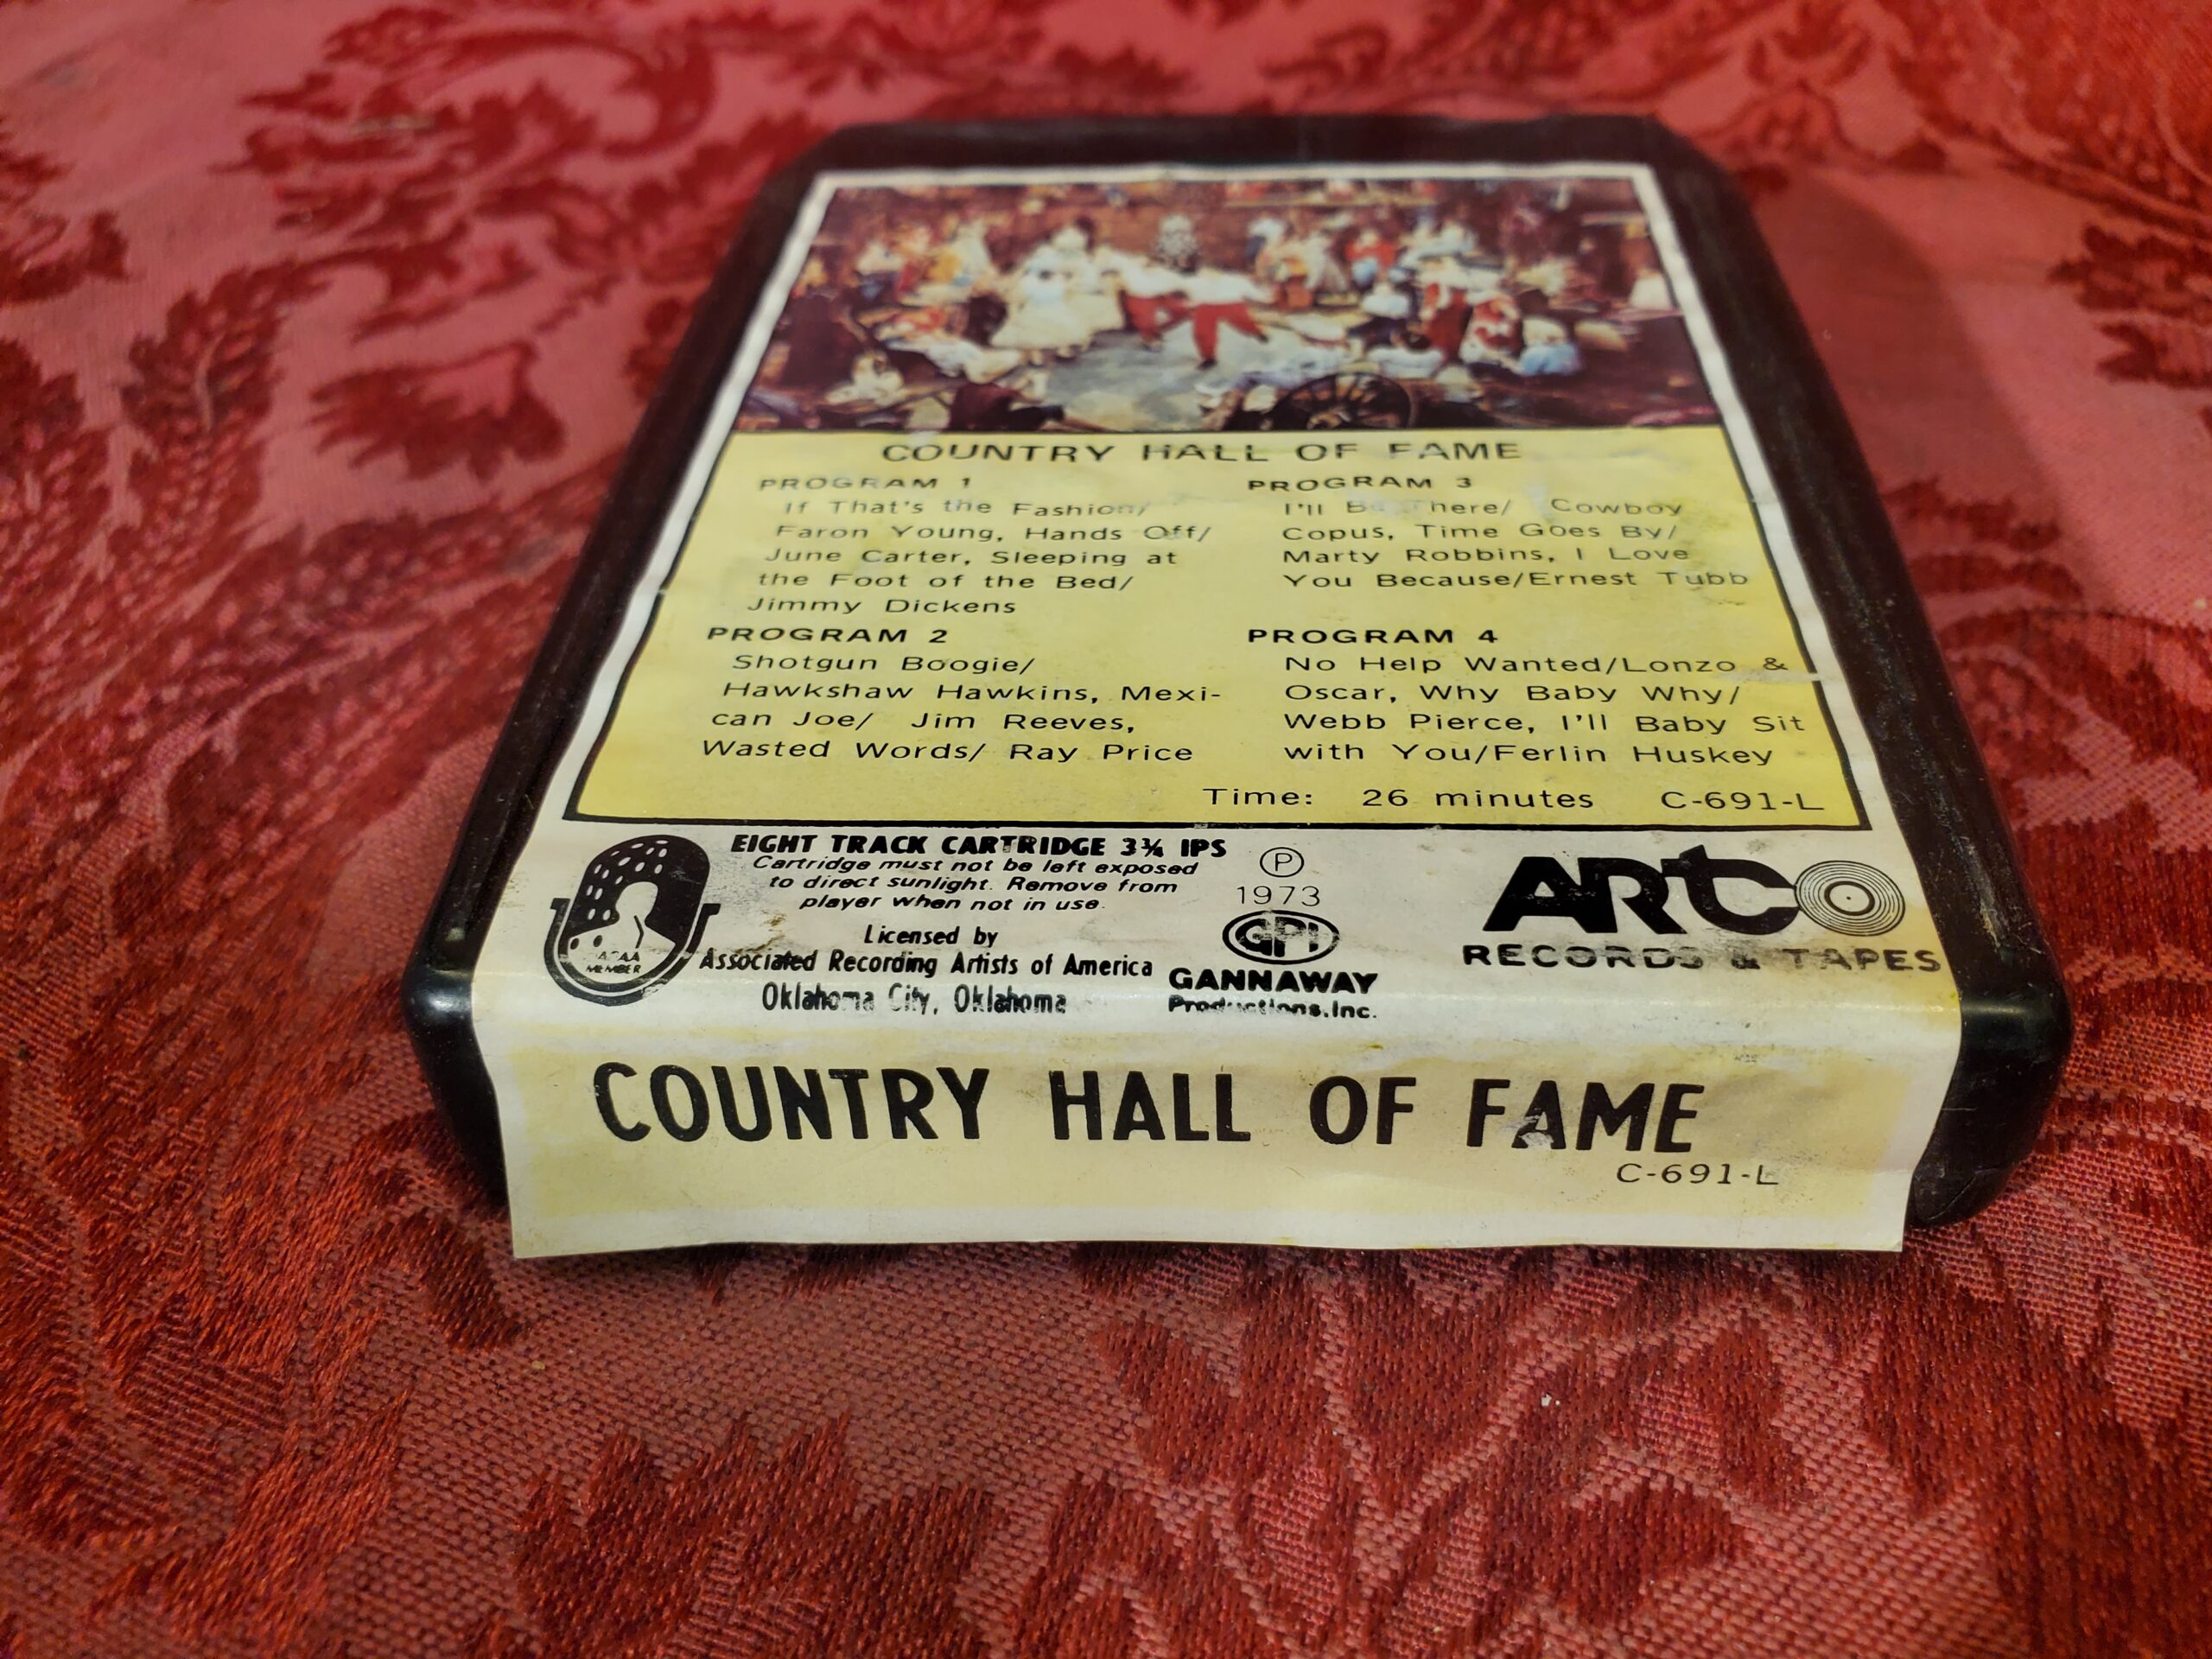 COUNTRY HALL OF FAME
PROGRAM 1
If That's the Fashion/
Faron Young, Hands Off/
June Carter, Sleeping at
the Foot of the Bed/
Jimmy Dickens
PROGRAM 2
Shotgun Boogie/
Hawkshaw Hawkins, Mexi-
can Joe/ Jim Reeves,
Wasted Words/ Ray Price
PROGRAM 3
I'll Be There/ Cowboy
Copus, Time Goes By/
Marty Robbins, I Love
You Because/Ernest Tubb
PROGRAM 4
No Help Wanted/Lonzo &
Oscar, Why Baby Why/
Webb Pierce, I'll Baby Sit
with You/Ferlin Huskey
Time: 26 minutes C-691-L
EIGHT TRACK CARTRIDGE 3¾ IPS
Cartridge must not be left exposed
to direct sunlight. Remove from
player when not in use.
Licensed by
Associated Recording Artists of America
Oklahoma City, Oklahoma
MEMBER
Ⓟ
1973
GPI
GANNAWAY
Productions, Inc.
ARCO
RECORDS & TAPES
COUNTRY HALL OF FAME
C-691-L